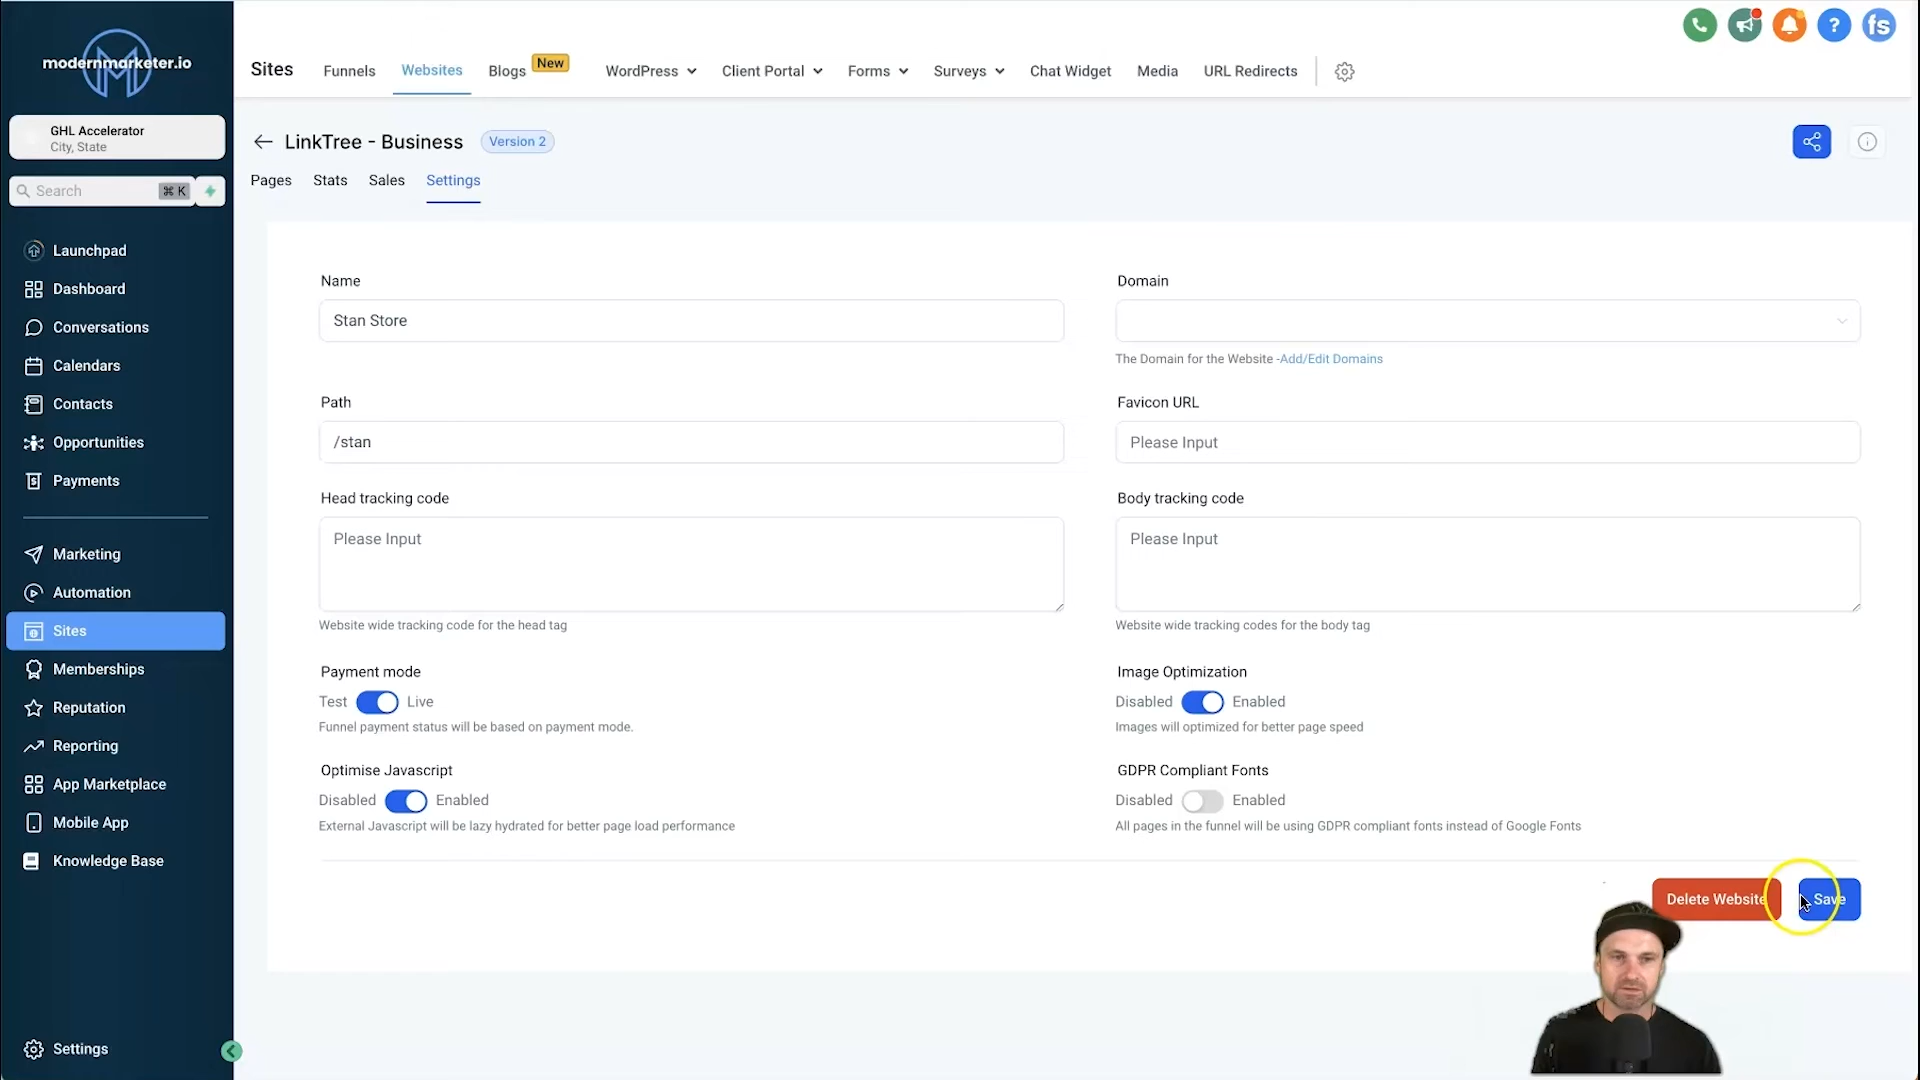 modernmarketer.io
GHL Accelerator
City, State
Search
⌘ K
Launchpad
Dashboard
Conversations
Calendars
Contacts
Opportunities
Payments
Marketing
Automation
Sites
Memberships
Reputation
Reporting
App Marketplace
Mobile App
Knowledge Base
Settings
Sites
Funnels
Websites
Blogs
New
WordPress
Client Portal
Forms
Surveys
Chat Widget
Media
URL Redirects
?
fs
LinkTree - Business
Version 2
Pages
Stats
Sales
Settings
Name
Stan Store
Domain
The Domain for the Website -Add/Edit Domains
Path
/stan
Favicon URL
Please Input
Head tracking code
Please Input
Website wide tracking code for the head tag
Body tracking code
Please Input
Website wide tracking codes for the body tag
Payment mode
Test Live
Funnel payment status will be based on payment mode.
Image Optimization
Disabled Enabled
Images will optimized for better page speed
Optimise Javascript
Disabled Enabled
External Javascript will be lazy hydrated for better page load performance
GDPR Compliant Fonts
Disabled Enabled
All pages in the funnel will be using GDPR compliant fonts instead of Google Fonts
Delete Website
Save